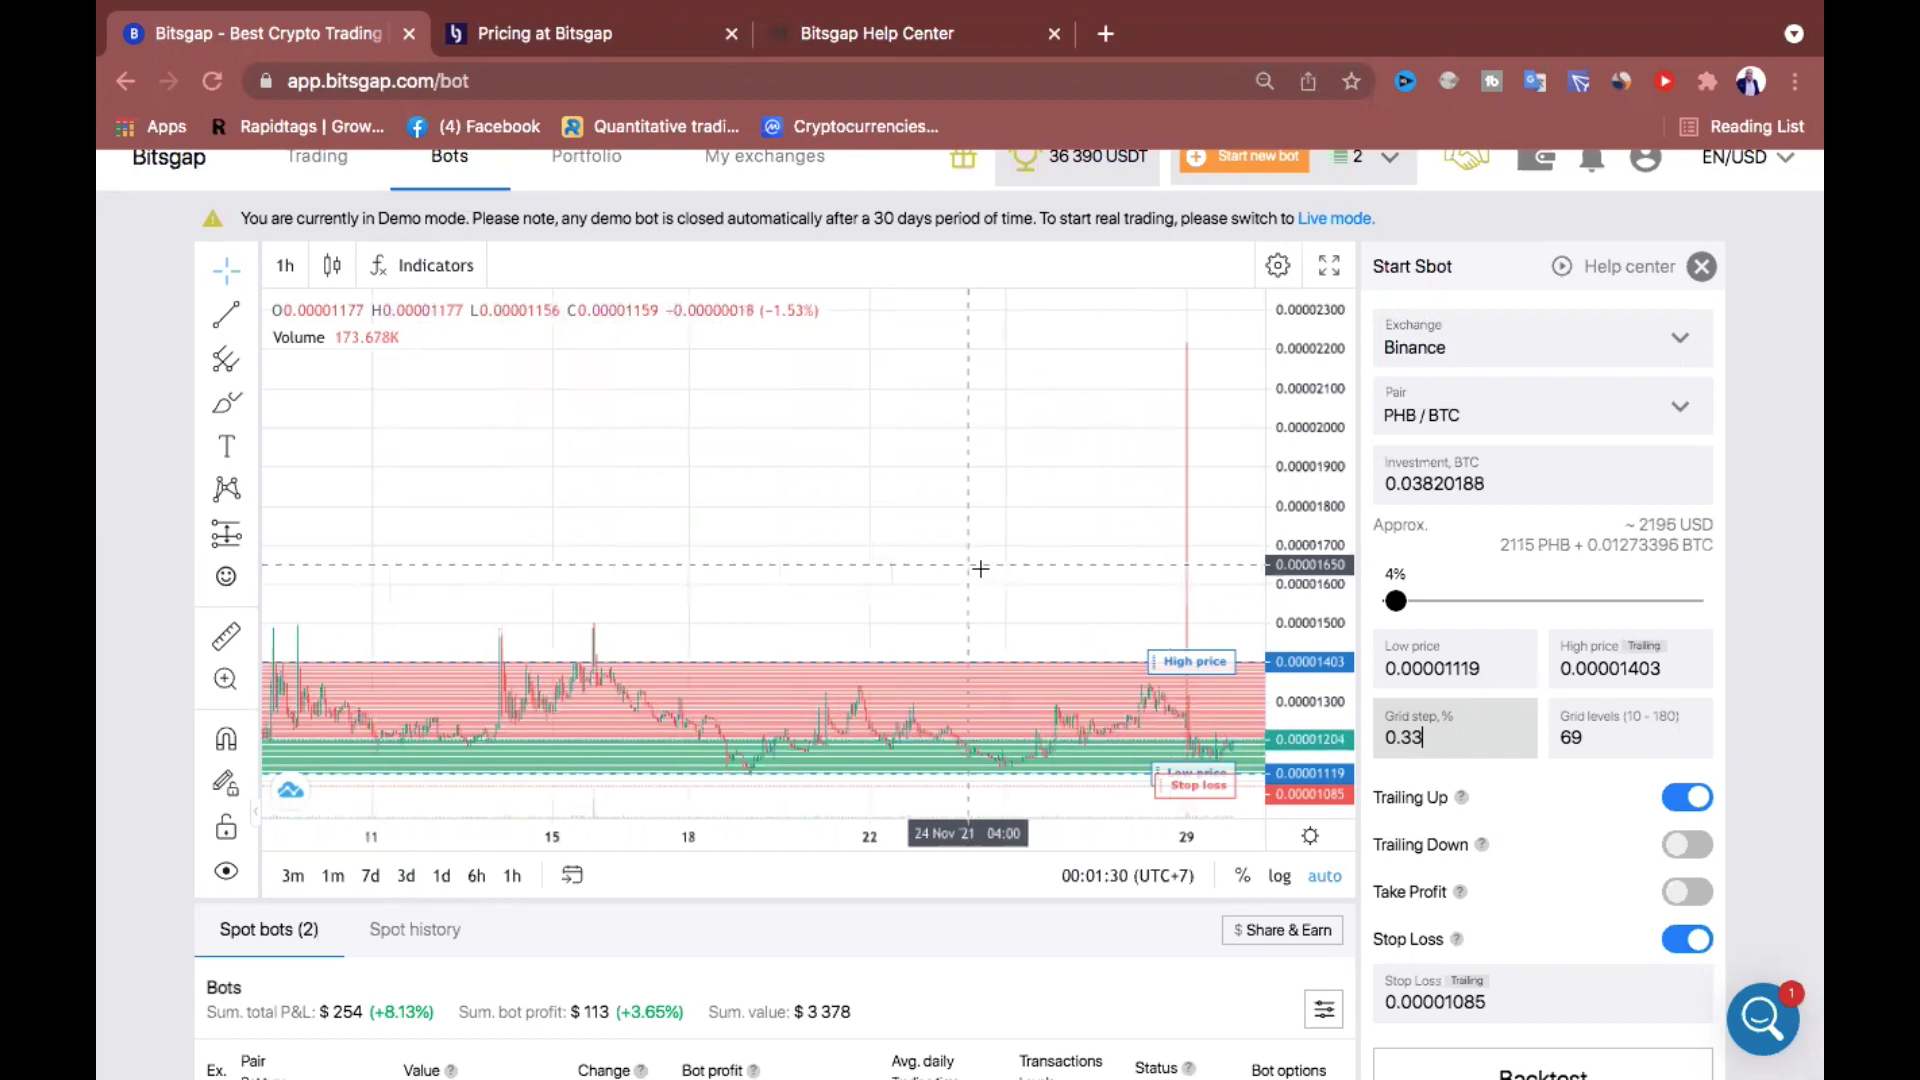 Bitsgap - Best Crypto Trading
Pricing at Bitsgap
Bitsgap Help Center
app.bitsgap.com/bot
Apps
Rapidtags | Grow...
(4) Facebook
Quantitative tradi...
Cryptocurrencies...
Reading List
Bitsgap
Trading
Bots
Portfolio
My exchanges
36 390 USDT
Start new bot
2
EN/USD
You are currently in Demo mode. Please note, any demo bot is closed automatically after a 30 days period of time. To start real trading, please switch to Live mode.
1h
Indicators
O0.00001177 H0.00001177 L0.00001156 C0.00001159 −0.00000018 (−1.53%)
Volume 173.678K
0.00002300
0.00002200
0.00002100
0.00002000
0.00001900
0.00001800
0.00001700
0.00001650
0.00001600
0.00001500
High price
0.00001403
0.00001300
0.00001204
Low price
0.00001119
Stop loss
0.00001085
11
15
18
22
24 Nov '21 04:00
29
3m 1m 7d 3d 1d 6h 1h
00:01:30 (UTC+7)
% log auto
Start Sbot
Help center
Exchange
Binance
Pair
PHB / BTC
Investment, BTC
0.03820188
Approx.
~ 2195 USD
2115 PHB + 0.01273396 BTC
4%
Low price
0.00001119
High price Trailing
0.00001403
Grid step, %
0.33
Grid levels (10 - 180)
69
Trailing Up ?
Trailing Down ?
Take Profit ?
Stop Loss ?
Stop Loss Trailing
0.00001085
1
Backtest
Spot bots (2)
Spot history
$ Share & Earn
Bots
Sum. total P&L: $ 254 (+8.13%)
Sum. bot profit: $ 113 (+3.65%)
Sum. value: $ 3 378
Ex.
Pair
Value ?
Change ?
Bot profit ?
Avg. daily
Transactions
Status ?
Bot options